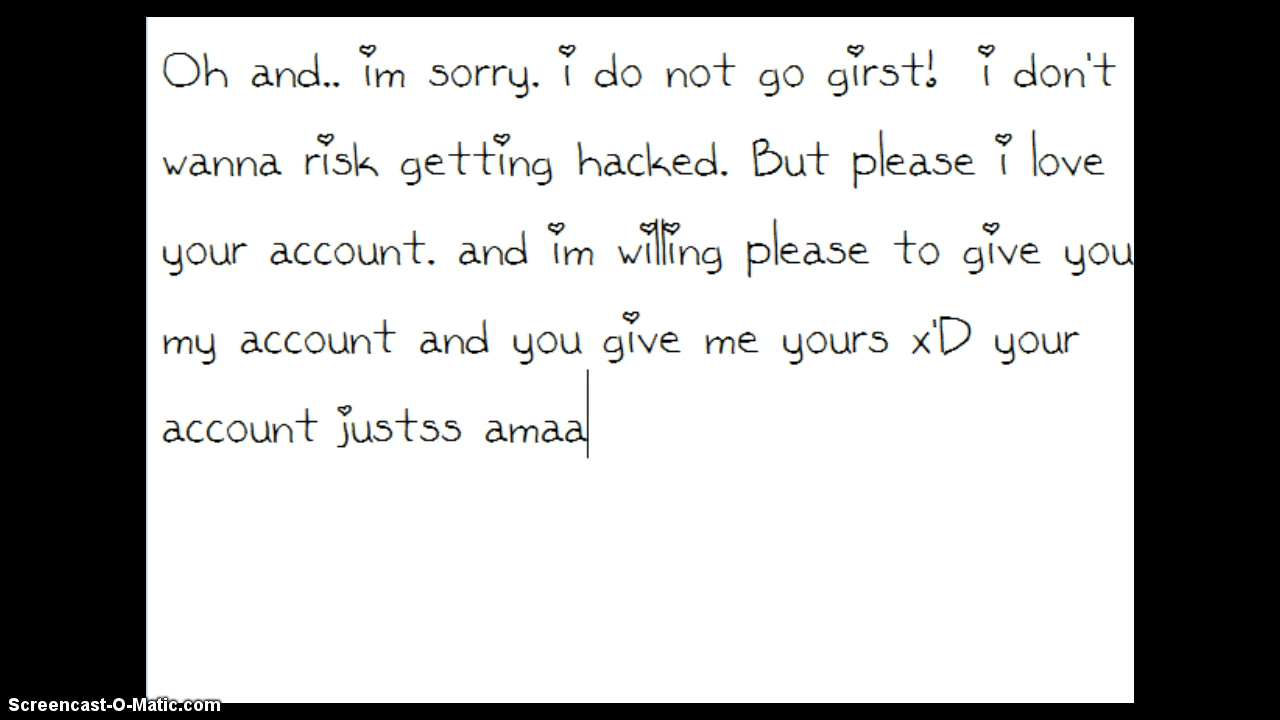 Oh and.. im sorry. i do not go girst! i don't
wanna risk getting hacked. But please i love
your account. and im willing please to give you
my account and you give me yours x'D your
account justss amaa
Screencast-O-Matic.com